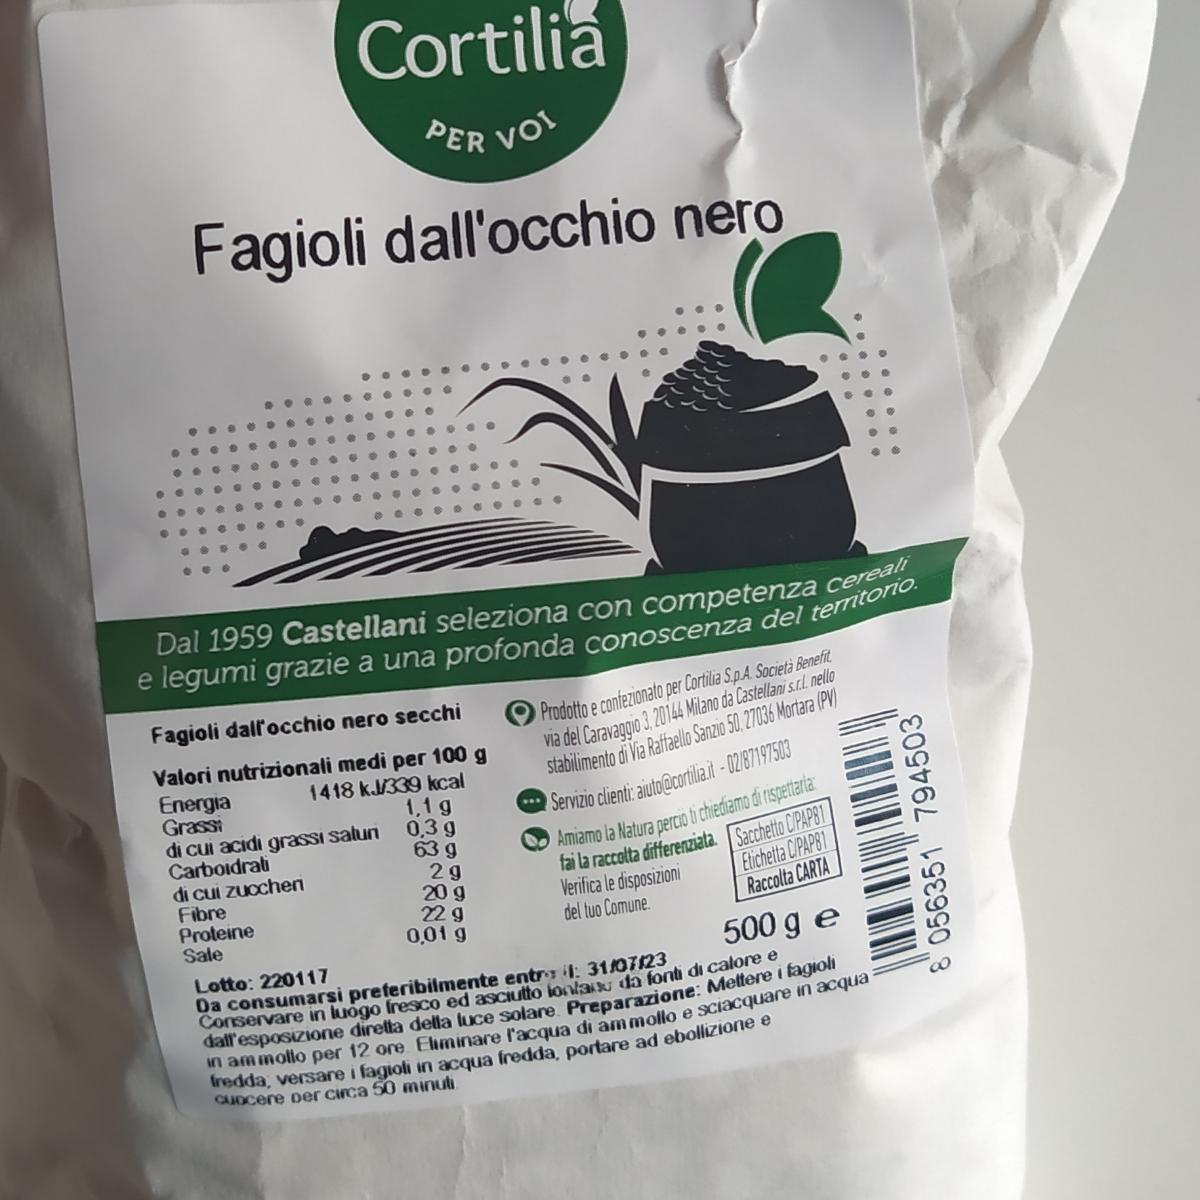 Cortilia
PER VOI
Fagioli dall'occhio nero
Dal 1959 Castellani seleziona con competenza cereali
e legumi grazie a una profonda conoscenza del territorio.
Fagioli dall'occhio nero secchi
Valori nutrizionali medi per 100 g
Energia 1418 kJ/339 kcal
Grassi 1,1 g
di cui acidi grassi saturi 0,3 g
Carboidrati 63 g
di cui zuccheri 2 g
Fibre 20 g
Proteine 22 g
Sale 0,01 g
Prodotto e confezionato per Cortilia S.p.A. Società Benefit,
via del Caravaggio 3, 20144 Milano da Castellani s.r.l. nello
stabilimento di Via Raffaello Sanzio 50, 27036 Mortara (PV)
Servizio clienti: aiuto@cortilia.it - 02/87197503
Amiamo la Natura perciò ti chiediamo di rispettarla:
fai la raccolta differenziata.
Verifica le disposizioni
del tuo Comune.
Sacchetto C/PAP81
Etichetta C/PAP81
Raccolta CARTA
500 g e
8 056351 794503
Lotto: 220117
Da consumarsi preferibilmente entro il: 31/07/23
Conservare in luogo fresco ed asciutto lontano da fonti di calore e
dall'esposizione diretta della luce solare. Preparazione: Mettere i fagioli
in ammollo per 12 ore. Eliminare l'acqua di ammollo e sciacquare in acqua
fredda; versare i fagioli in acqua fredda, portare ad ebollizione e
cuocere per circa 50 minuti